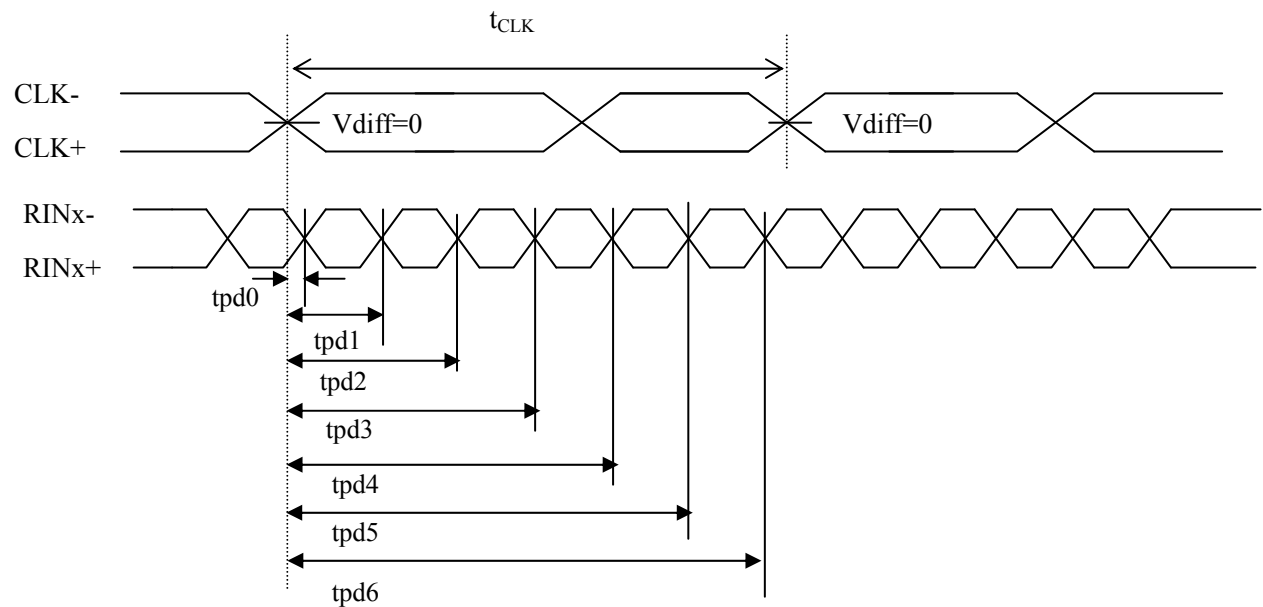 tCLK
CLK-
Vdiff=0
Vdiff=0
CLK+
RINx-
RINx+
tpd0
tpd1
tpd2
tpd3
tpd4
tpd5
tpd6